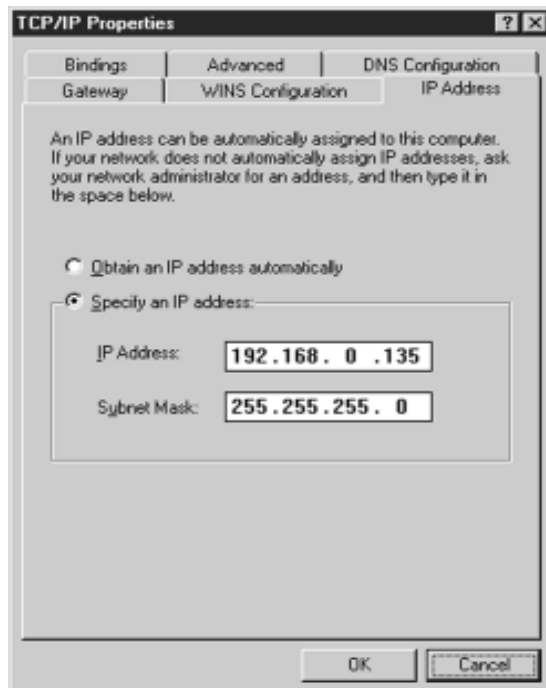 TCP/IP Properties
? ×
Bindings Advanced DNS Configuration
Gateway WINS Configuration IP Address
An IP address can be automatically assigned to this computer.
If your network does not automatically assign IP addresses, ask
your network administrator for an address, and then type it in
the space below.
Obtain an IP address automatically
Specify an IP address:
IP Address: 192.168. 0 .135
Subnet Mask: 255.255.255. 0
OK Cancel